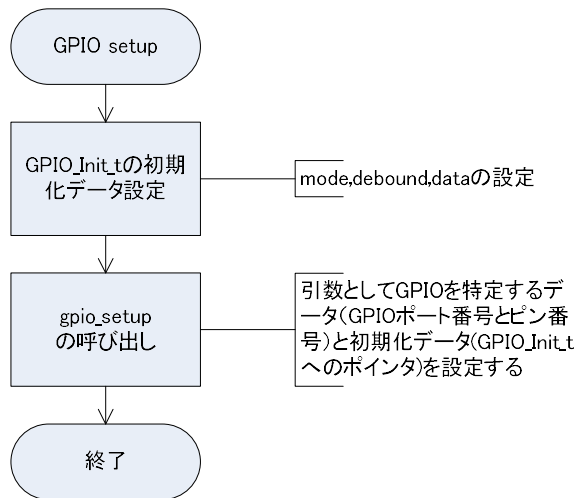 GPIO setup
GPIO_Init_tの初期
化データ設定
mode,debound,dataの設定
gpio_setup
の呼び出し
引数としてGPIOを特定するデ
ータ(GPIOポート番号とピン番
号)と初期化データ(GPIO_Init_t
へのポインタ)を設定する
終了